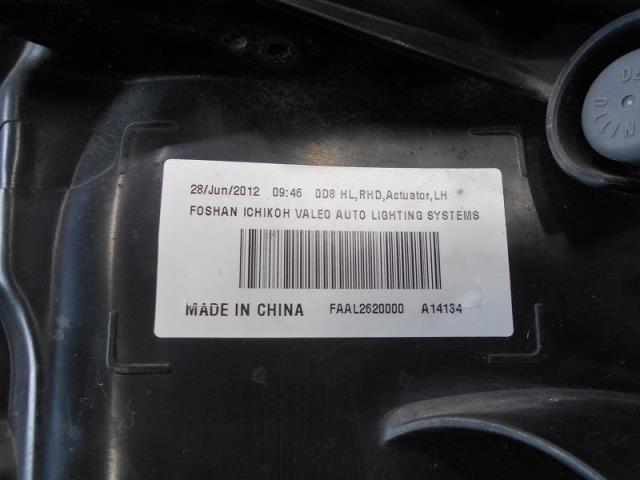 28/Jun/2012 09:46 0D8 HL,RHD,Actuator,LH
FOSHAN ICHIKOH VALEO AUTO LIGHTING SYSTEMS
MADE IN CHINA FAAL2620000 A14134